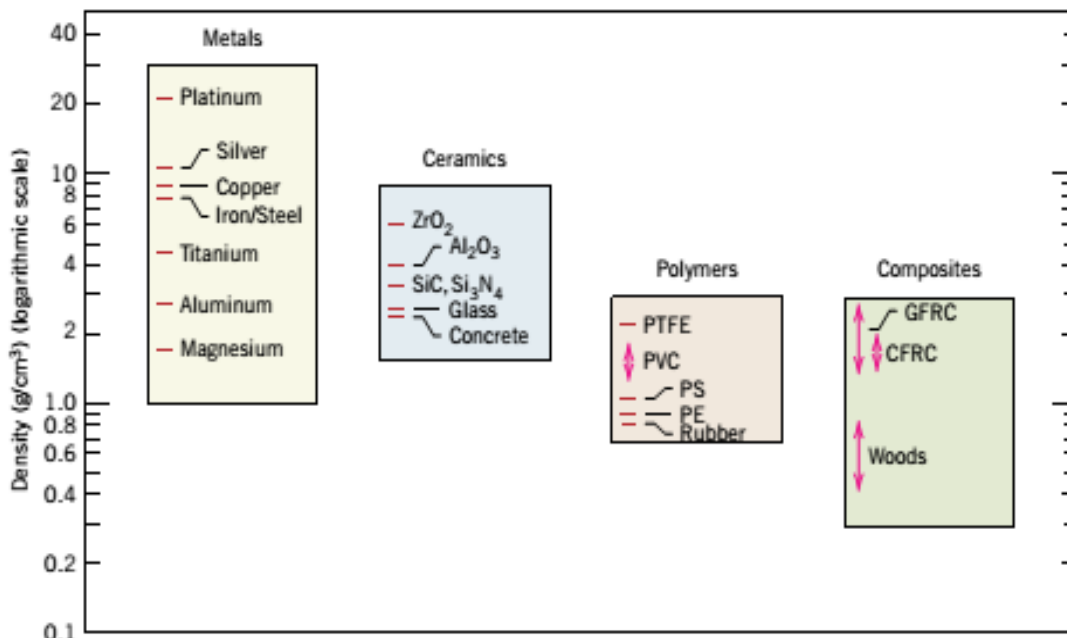 Density (g/cm³) (logarithmic scale)
40
20
10
8
6
4
2
1.0
0.8
0.6
0.4
0.2
0.1
Metals
Platinum
Silver
Copper
Iron/Steel
Titanium
Aluminum
Magnesium
Ceramics
ZrO₂
Al₂O₃
SiC, Si₃N₄
Glass
Concrete
Polymers
PTFE
PVC
PS
PE
Rubber
Composites
GFRC
CFRC
Woods